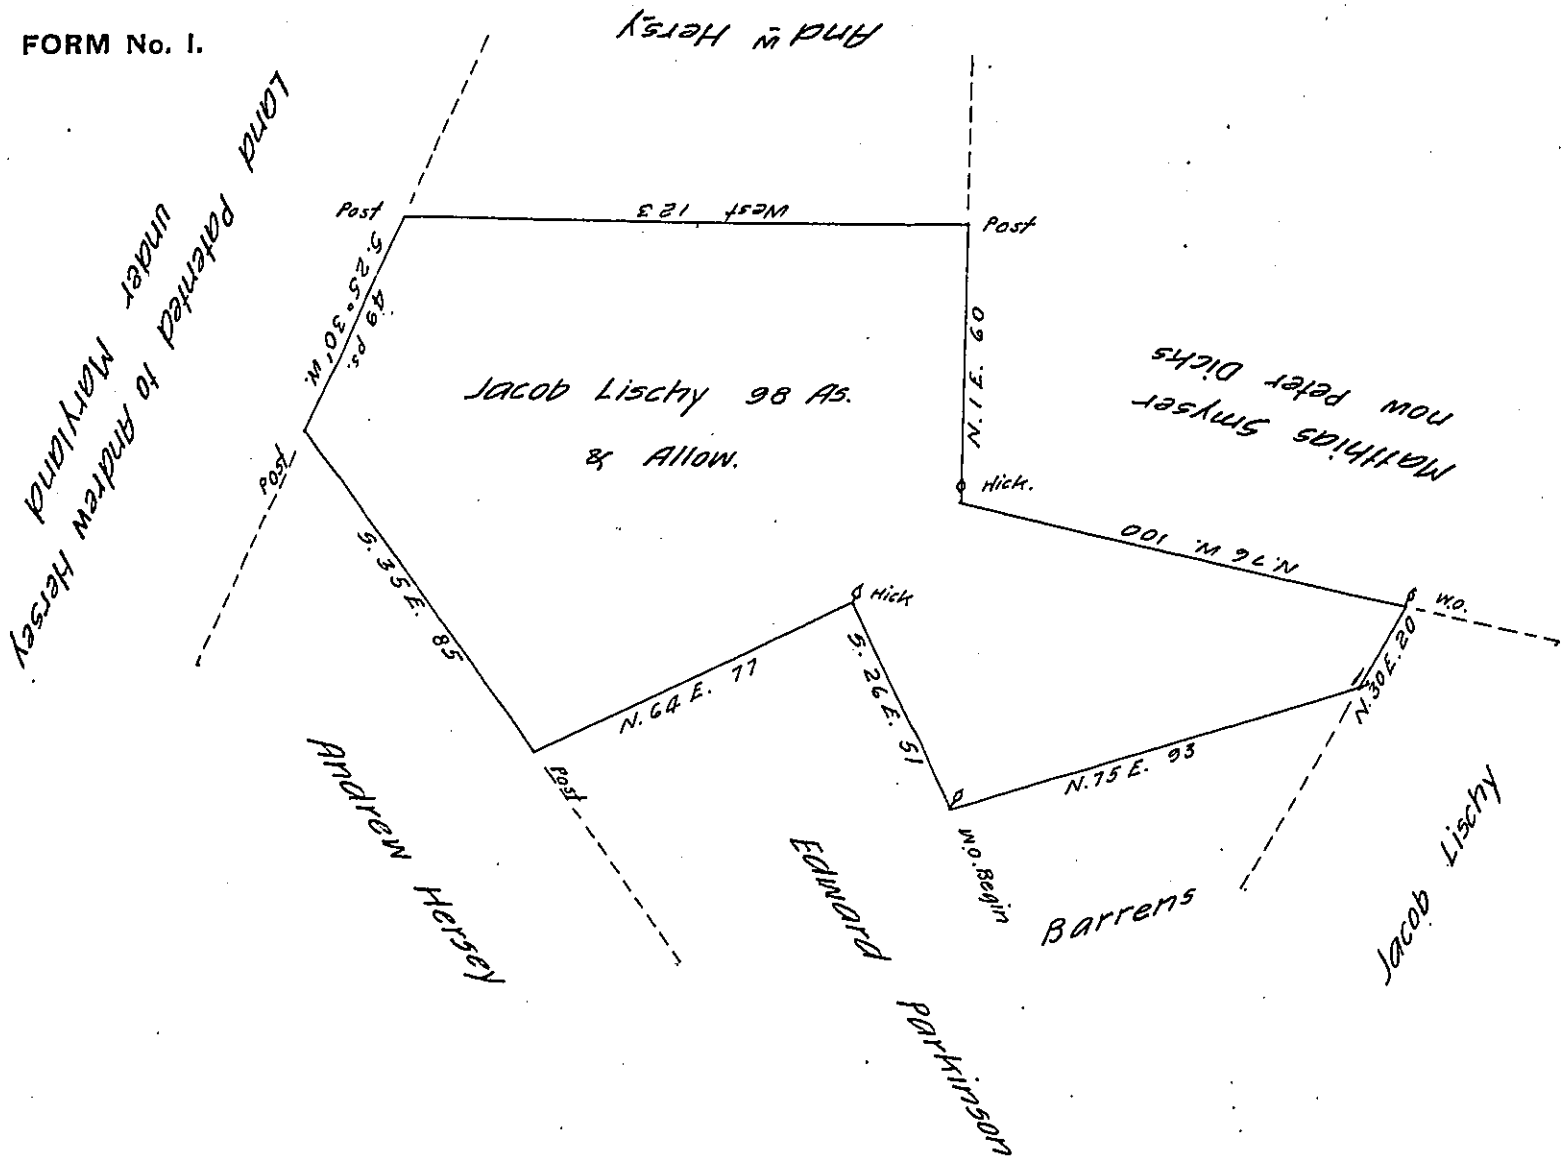 FORM No. 1.
And w̲ Hersy
Land Patented to Andrew Hersey
under Maryland
Post
West 123
Post
S. 25° 30' W.
49 ps.
N. 1 E. 60
Jacob Lischy 98 As.
& Allow.
Matthias Smyser
now Peter Dicks
Post
Hick.
N. 76 W. 100
S. 35 E. 85
Hick
W.O.
N. 64 E. 77
S. 26 E. 51
N. 30 E. 20
N. 75 E. 93
Post
W.O. Begin
Andrew Hersey
Edward Parkinson
Barrens
Jacob Lischy